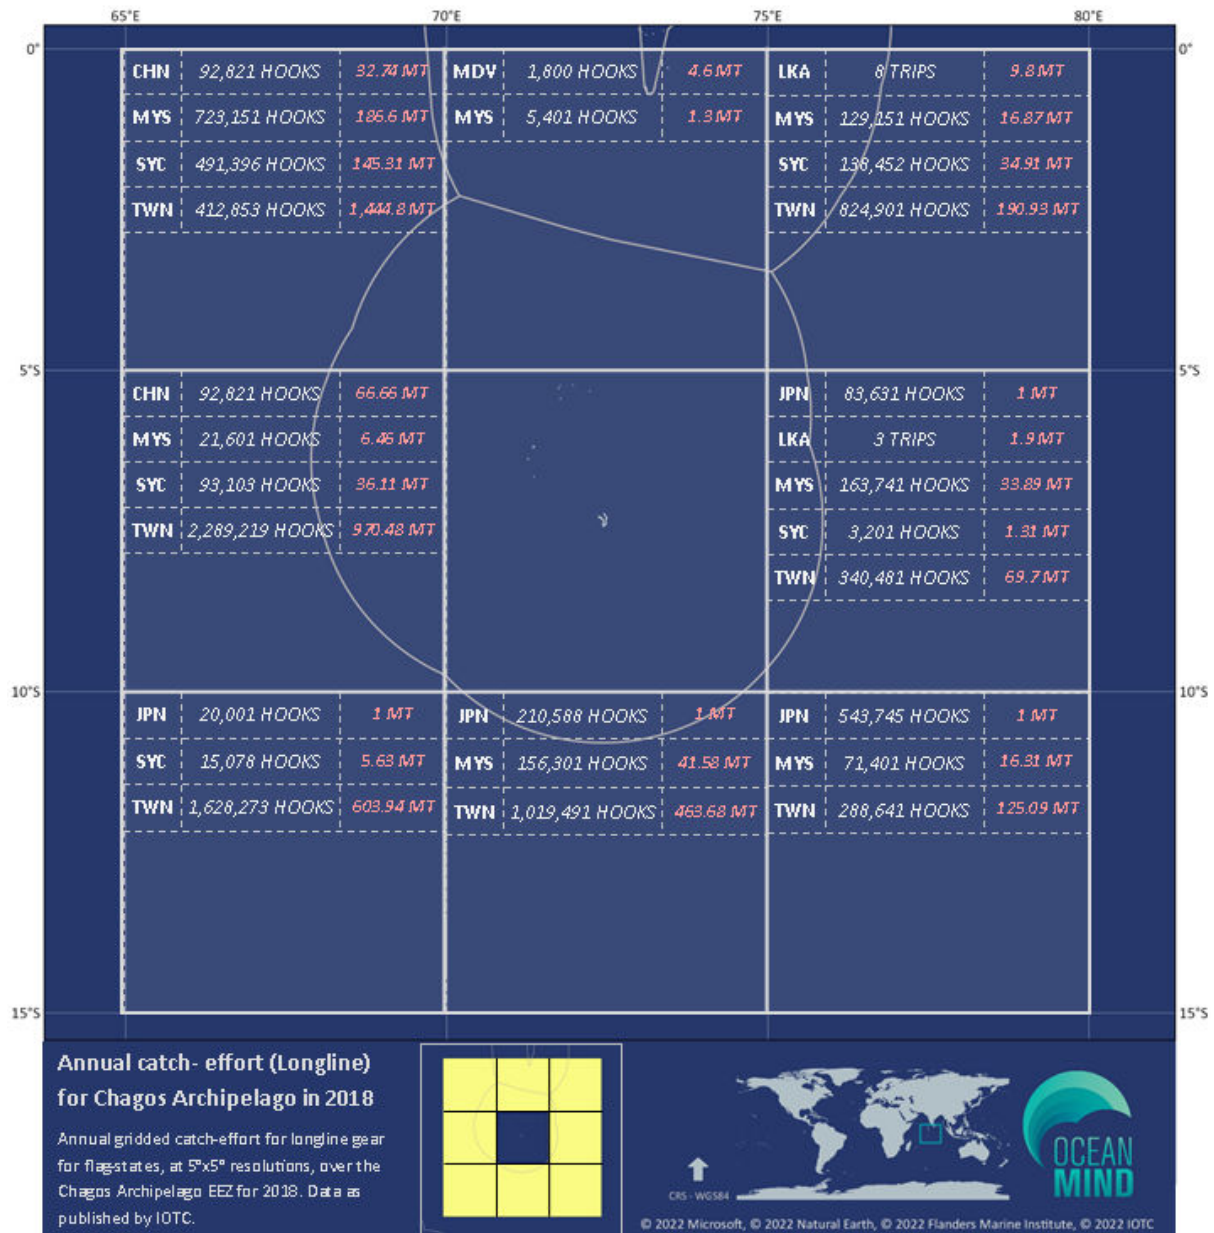 65°E 70°E 75°E 80°E
0° 0°
CHN 92,821 HOOKS 32.74 MT MDV 1,800 HOOKS 4.6 MT LKA 8 TRIPS 9.8 MT
MYS 723,151 HOOKS 186.6 MT MYS 5,401 HOOKS 1.3 MT MYS 129,151 HOOKS 16.87 MT
SYC 491,396 HOOKS 145.31 MT SYC 138,452 HOOKS 34.91 MT
TWN 412,853 HOOKS 1,444.8 MT TWN 824,901 HOOKS 190.93 MT
5°S 5°S
CHN 92,821 HOOKS 66.66 MT JPN 83,631 HOOKS 1 MT
MYS 21,601 HOOKS 6.46 MT LKA 3 TRIPS 1.9 MT
SYC 93,103 HOOKS 36.11 MT MYS 163,741 HOOKS 33.89 MT
TWN 2,289,219 HOOKS 970.48 MT SYC 3,201 HOOKS 1.31 MT
TWN 340,481 HOOKS 69.7 MT
10°S 10°S
JPN 20,001 HOOKS 1 MT JPN 210,588 HOOKS 1 MT JPN 543,745 HOOKS 1 MT
SYC 15,078 HOOKS 5.63 MT MYS 156,301 HOOKS 41.58 MT MYS 71,401 HOOKS 16.31 MT
TWN 1,628,273 HOOKS 603.94 MT TWN 1,019,491 HOOKS 463.68 MT TWN 288,641 HOOKS 125.09 MT
15°S 15°S
Annual catch- effort (Longline)
for Chagos Archipelago in 2018
Annual gridded catch-effort for longline gear
for flag-states, at 5°x5° resolutions, over the
Chagos Archipelago EEZ for 2018. Data as
published by IOTC.
CRS - WGS84
OCEAN
MIND
© 2022 Microsoft, © 2022 Natural Earth, © 2022 Flanders Marine Institute, © 2022 IOTC